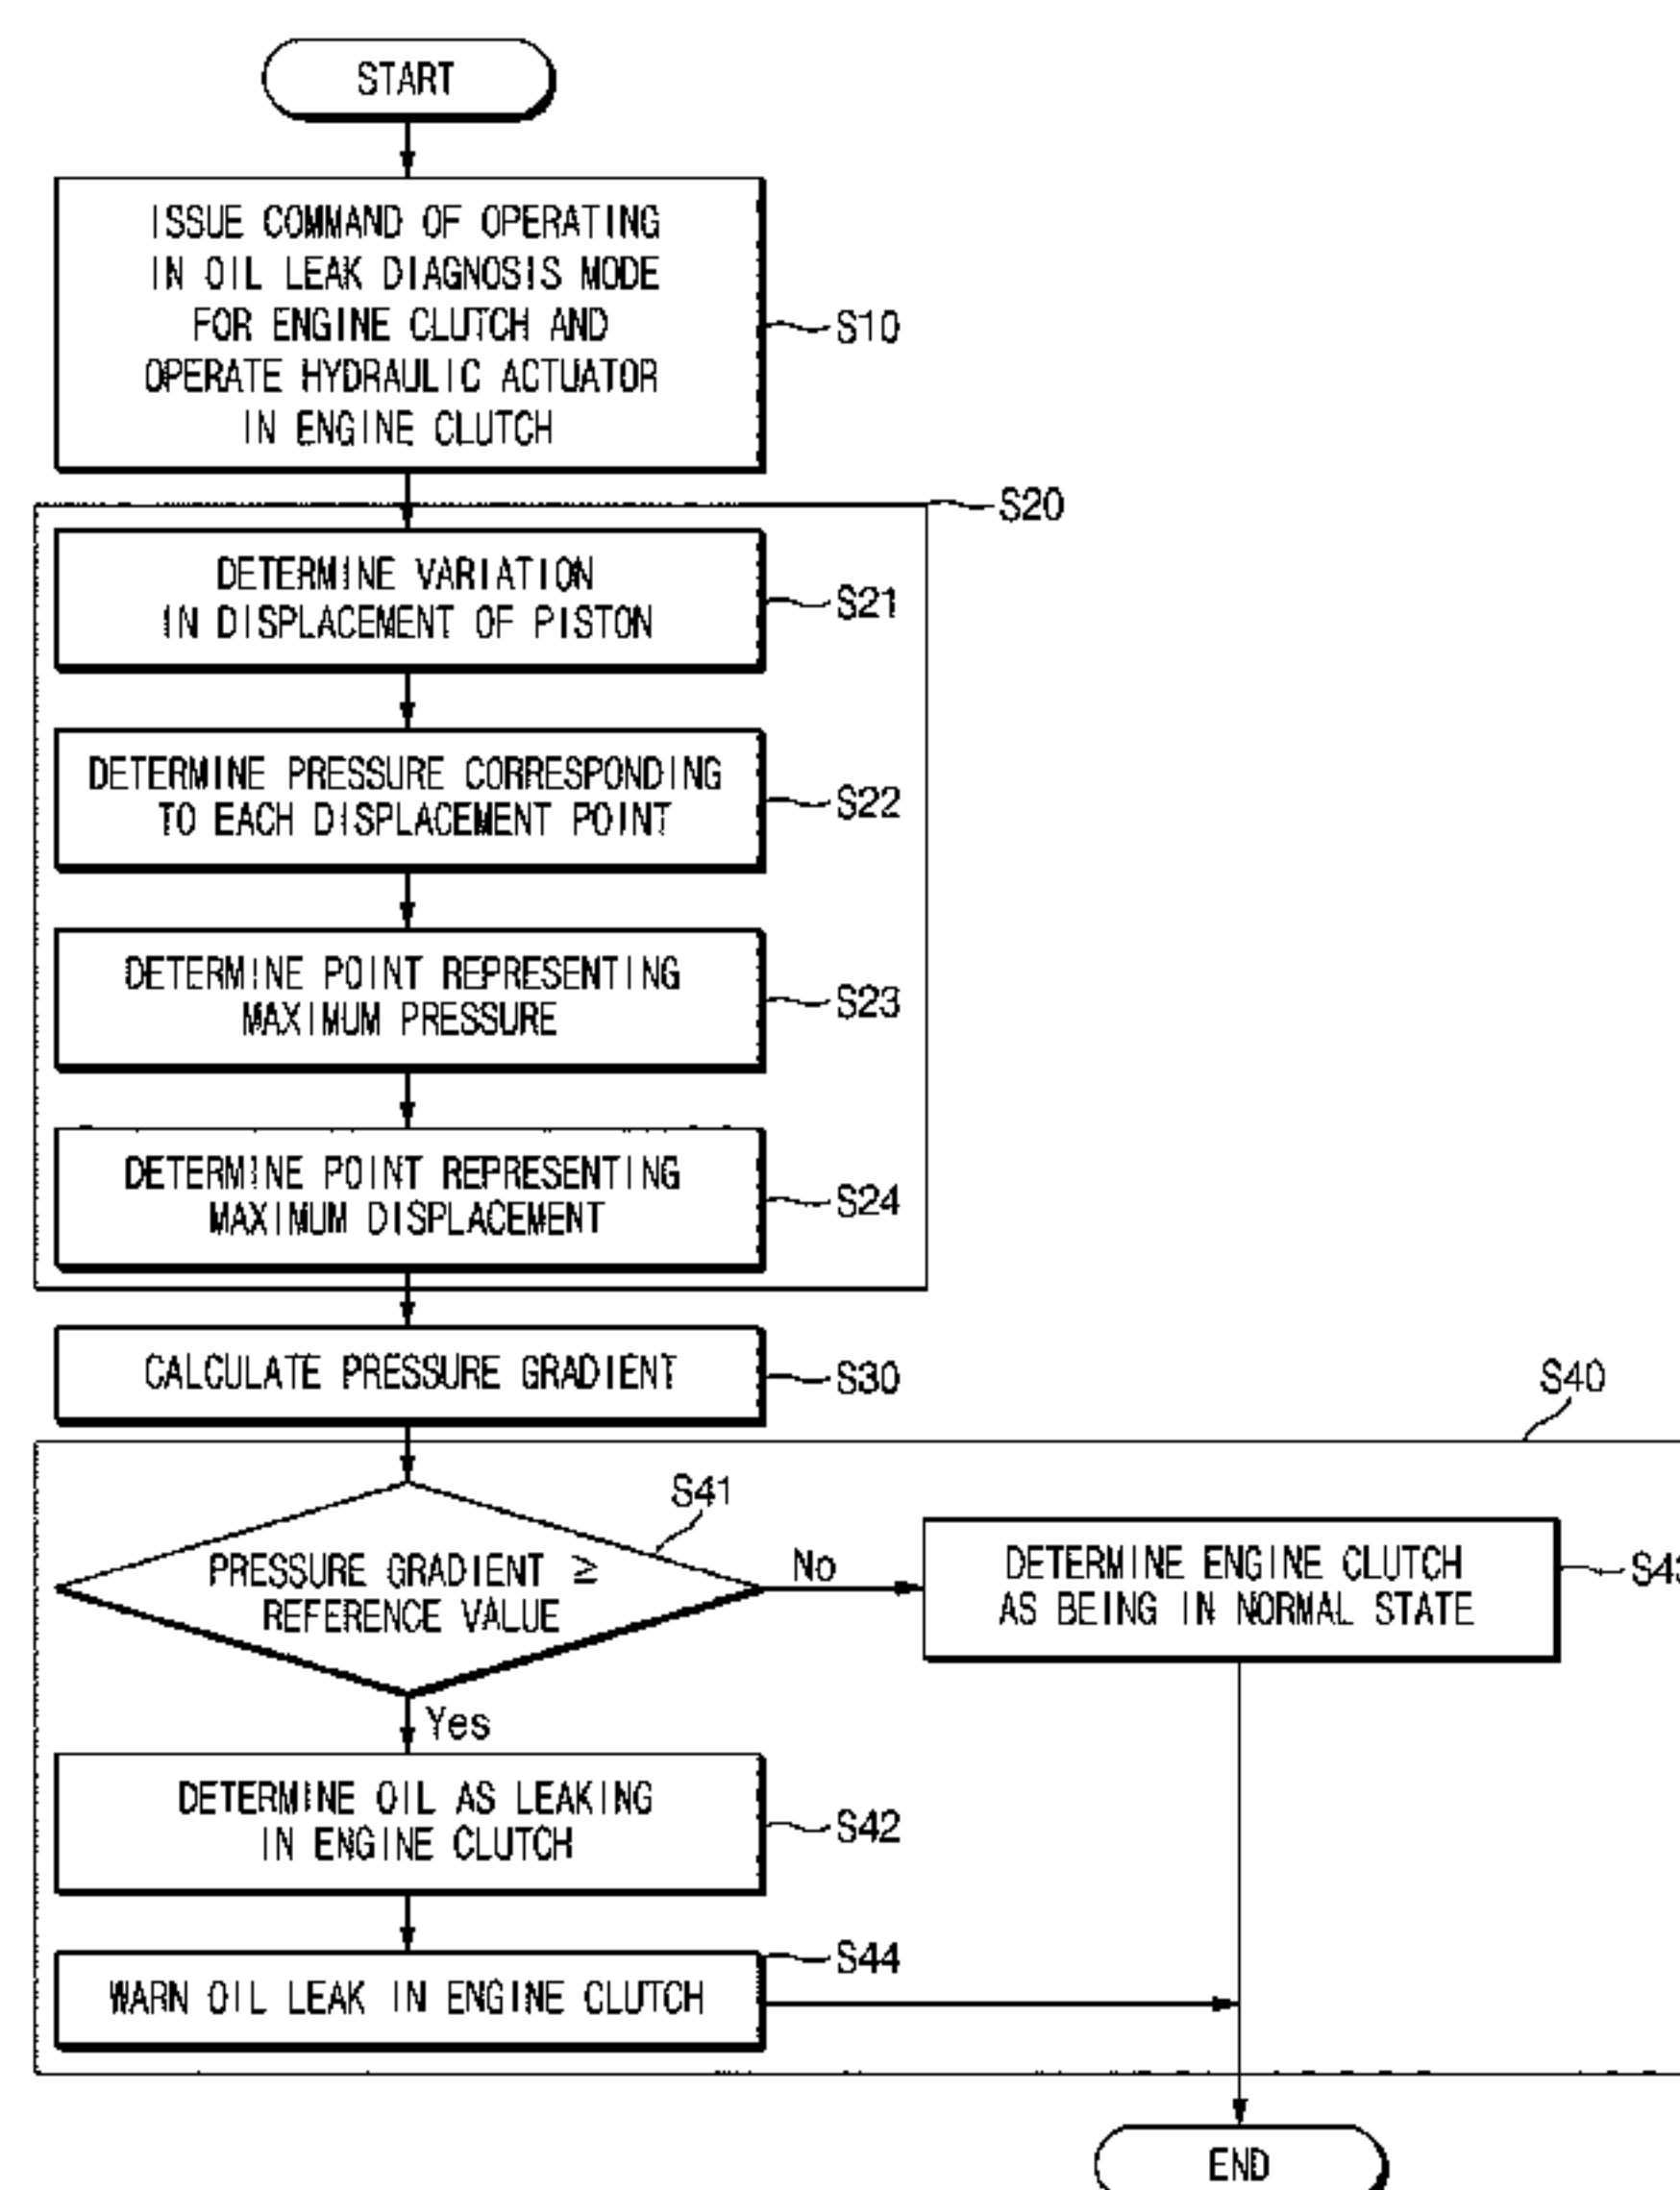 START
ISSUE COMMAND OF OPERATING
IN OIL LEAK DIAGNOSIS MODE
FOR ENGINE CLUTCH AND
OPERATE HYDRAULIC ACTUATOR
IN ENGINE CLUTCH
S10
S20
DETERMINE VARIATION
IN DISPLACEMENT OF PISTON
S21
DETERMINE PRESSURE CORRESPONDING
TO EACH DISPLACEMENT POINT
S22
DETERMINE POINT REPRESENTING
MAXIMUM PRESSURE
S23
DETERMINE POINT REPRESENTING
MAXIMUM DISPLACEMENT
S24
CALCULATE PRESSURE GRADIENT
S30
S40
S41
PRESSURE GRADIENT ≥
REFERENCE VALUE
No
DETERMINE ENGINE CLUTCH
AS BEING IN NORMAL STATE
Yes
DETERMINE OIL AS LEAKING
IN ENGINE CLUTCH
S42
WARN OIL LEAK IN ENGINE CLUTCH
S44
END